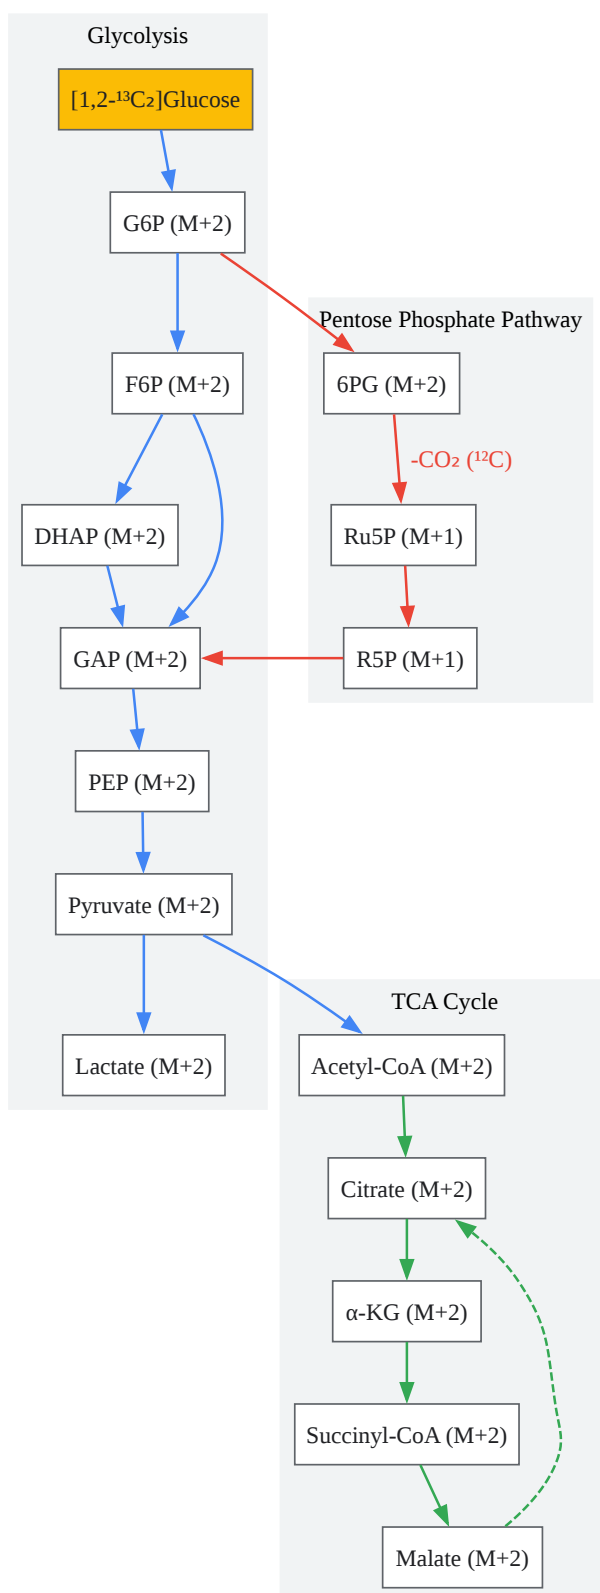 Glycolysis
[1,2-¹³C₂]Glucose
G6P (M+2)
Pentose Phosphate Pathway
F6P (M+2)
6PG (M+2)
-CO₂ (¹²C)
DHAP (M+2)
Ru5P (M+1)
GAP (M+2)
R5P (M+1)
PEP (M+2)
Pyruvate (M+2)
TCA Cycle
Lactate (M+2)
Acetyl-CoA (M+2)
Citrate (M+2)
α-KG (M+2)
Succinyl-CoA (M+2)
Malate (M+2)